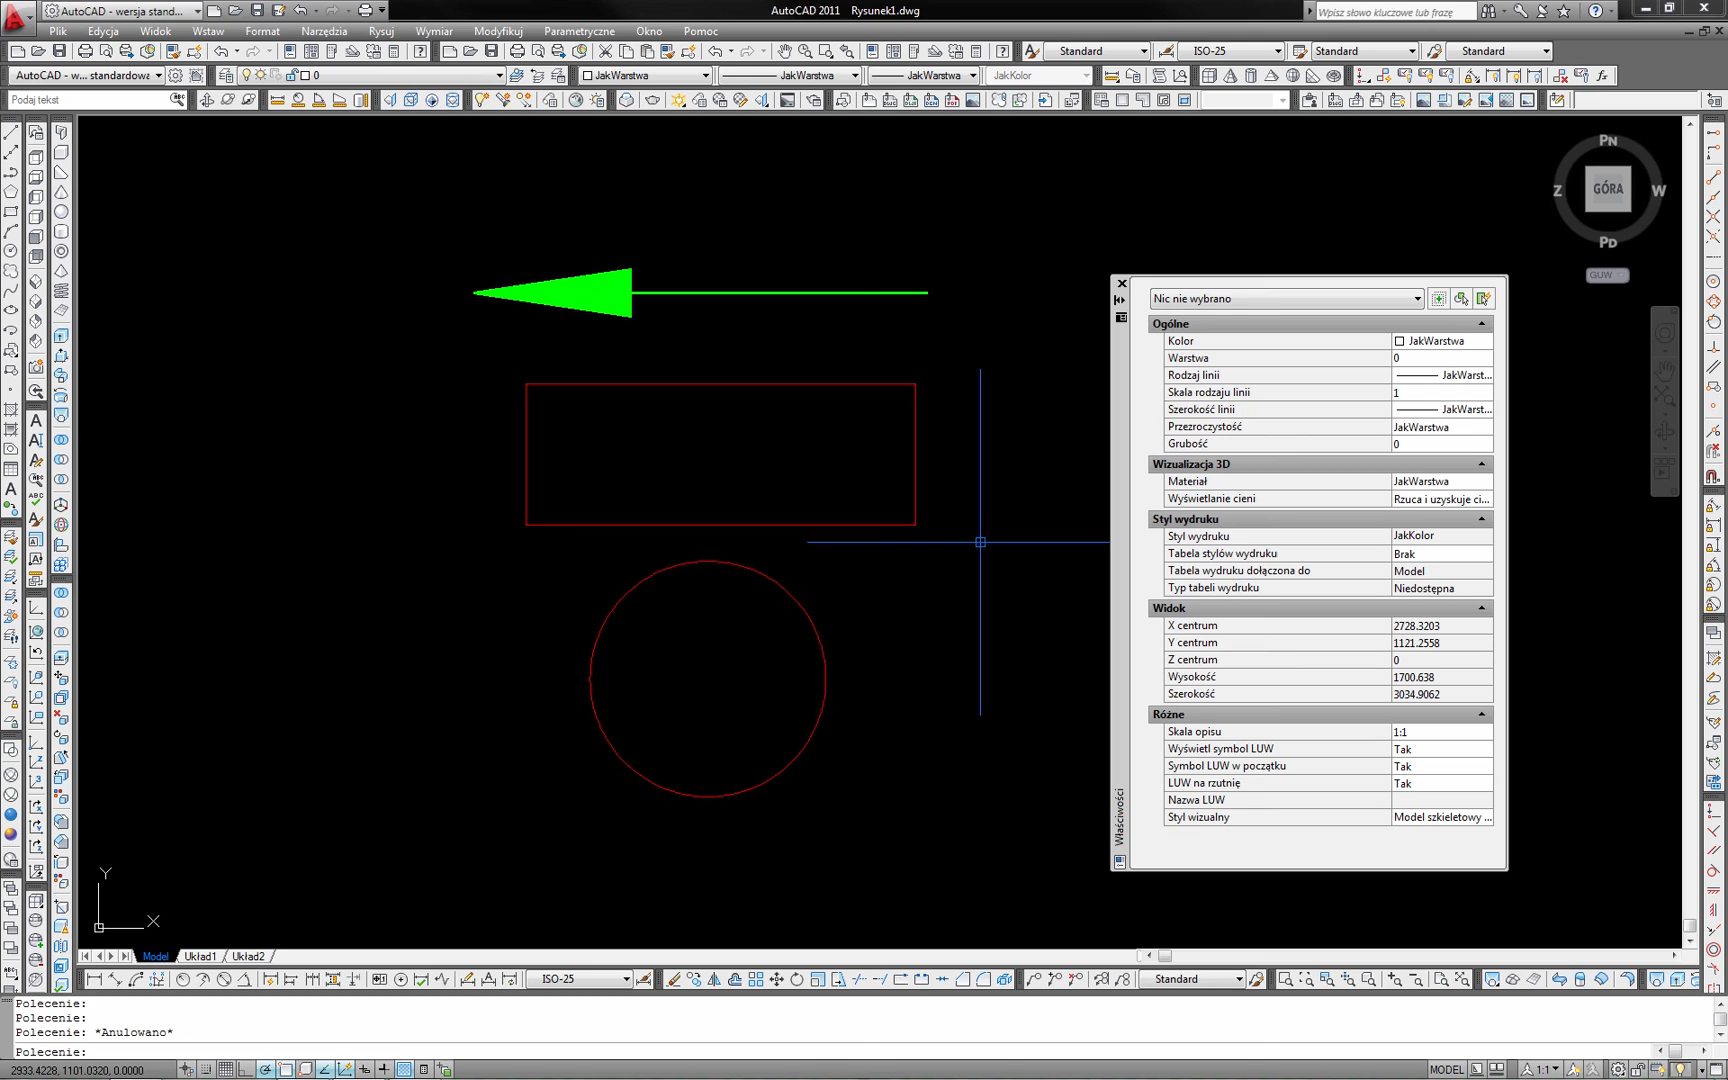 AutoCAD - wersja stand...
AutoCAD 2011 Rysunek1.dwg
Wpisz słowo kluczowe lub frazę
Plik Edycja Widok Wstaw Format Narzędzia Rysuj Wymiar Modyfikuj Parametryczne Okno Pomoc
Standard ISO-25 Standard Standard
AutoCAD - w... standardowa 0 JakWarstwa JakWarstwa JakWarstwa JakKolor
Podaj tekst
PN
Z GÓRA W
PD
GUW
Nic nie wybrano
Ogólne
Kolor JakWarstwa
Warstwa 0
Rodzaj linii JakWarst...
Skala rodzaju linii 1
Szerokość linii JakWarst...
Przezroczystość JakWarstwa
Grubość 0
Wizualizacja 3D
Materiał JakWarstwa
Wyświetlanie cieni Rzuca i uzyskuje ci...
Styl wydruku
Styl wydruku JakKolor
Tabela stylów wydruku Brak
Tabela wydruku dołączona do Model
Typ tabeli wydruku Niedostępna
Widok
X centrum 2728.3203
Y centrum 1121.2558
Z centrum 0
Wysokość 1700.638
Szerokość 3034.9062
Różne
Skala opisu 1:1
Wyświetl symbol LUW Tak
Symbol LUW w początku Tak
LUW na rzutnię Tak
Nazwa LUW
Styl wizualny Model szkieletowy ...
Właściwości
Y
X
Model Układ1 Układ2
ISO-25 Standard
Polecenie:
Polecenie:
Polecenie: *Anulowano*
Polecenie:
2933.4228, 1101.0320, 0.0000 MODEL 1:1